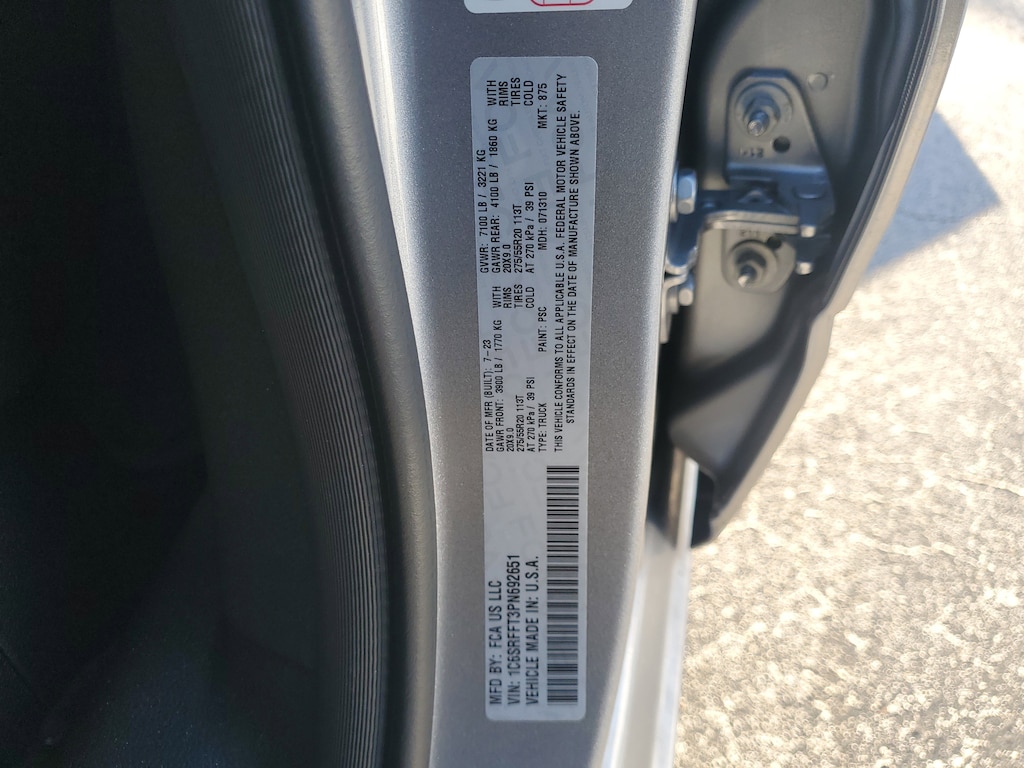 MFD BY: FCA US LLC
VIN: 1C6SRFFT3PN692651
VEHICLE MADE IN: U.S.A.
DATE OF MFR (BUILT): 7-23 GVWR: 7100 LB / 3221 KG
GAWR FRONT: 3900 LB / 1770 KG WITH GAWR REAR: 4100 LB / 1860 KG WITH
20X9.0 RIMS 20X9.0 RIMS
275/55R20 113T TIRES 275/55R20 113T TIRES
AT 270 kPa / 39 PSI COLD AT 270 kPa / 39 PSI COLD
TYPE: TRUCK PAINT: PSC MDH: 071310 MKT: 875
THIS VEHICLE CONFORMS TO ALL APPLICABLE U.S.A. FEDERAL MOTOR VEHICLE SAFETY
STANDARDS IN EFFECT ON THE DATE OF MANUFACTURE SHOWN ABOVE.